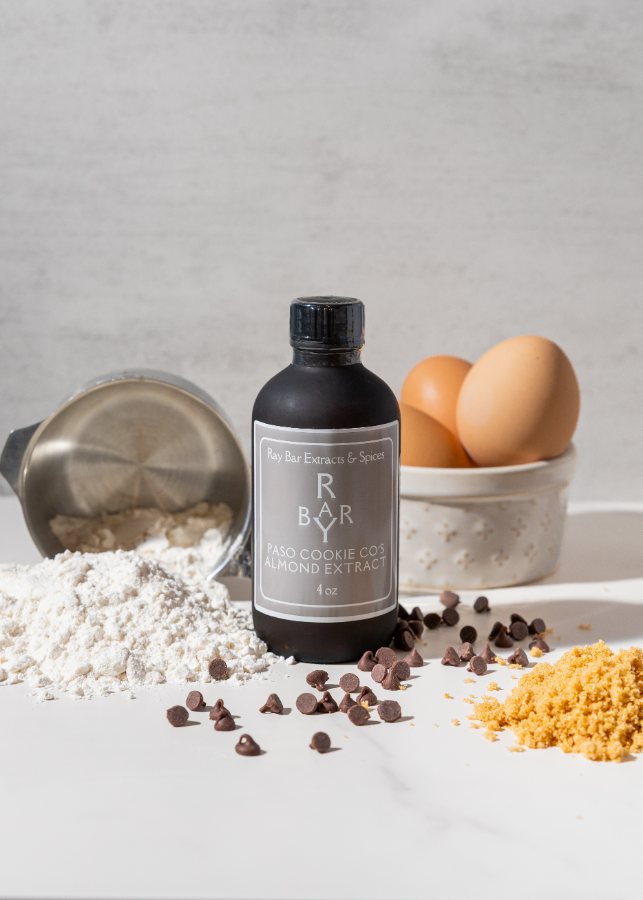 Ray Bar Extracts & Spices
R
BAR
Y
PASO COOKIE CO'S
ALMOND EXTRACT
4 oz